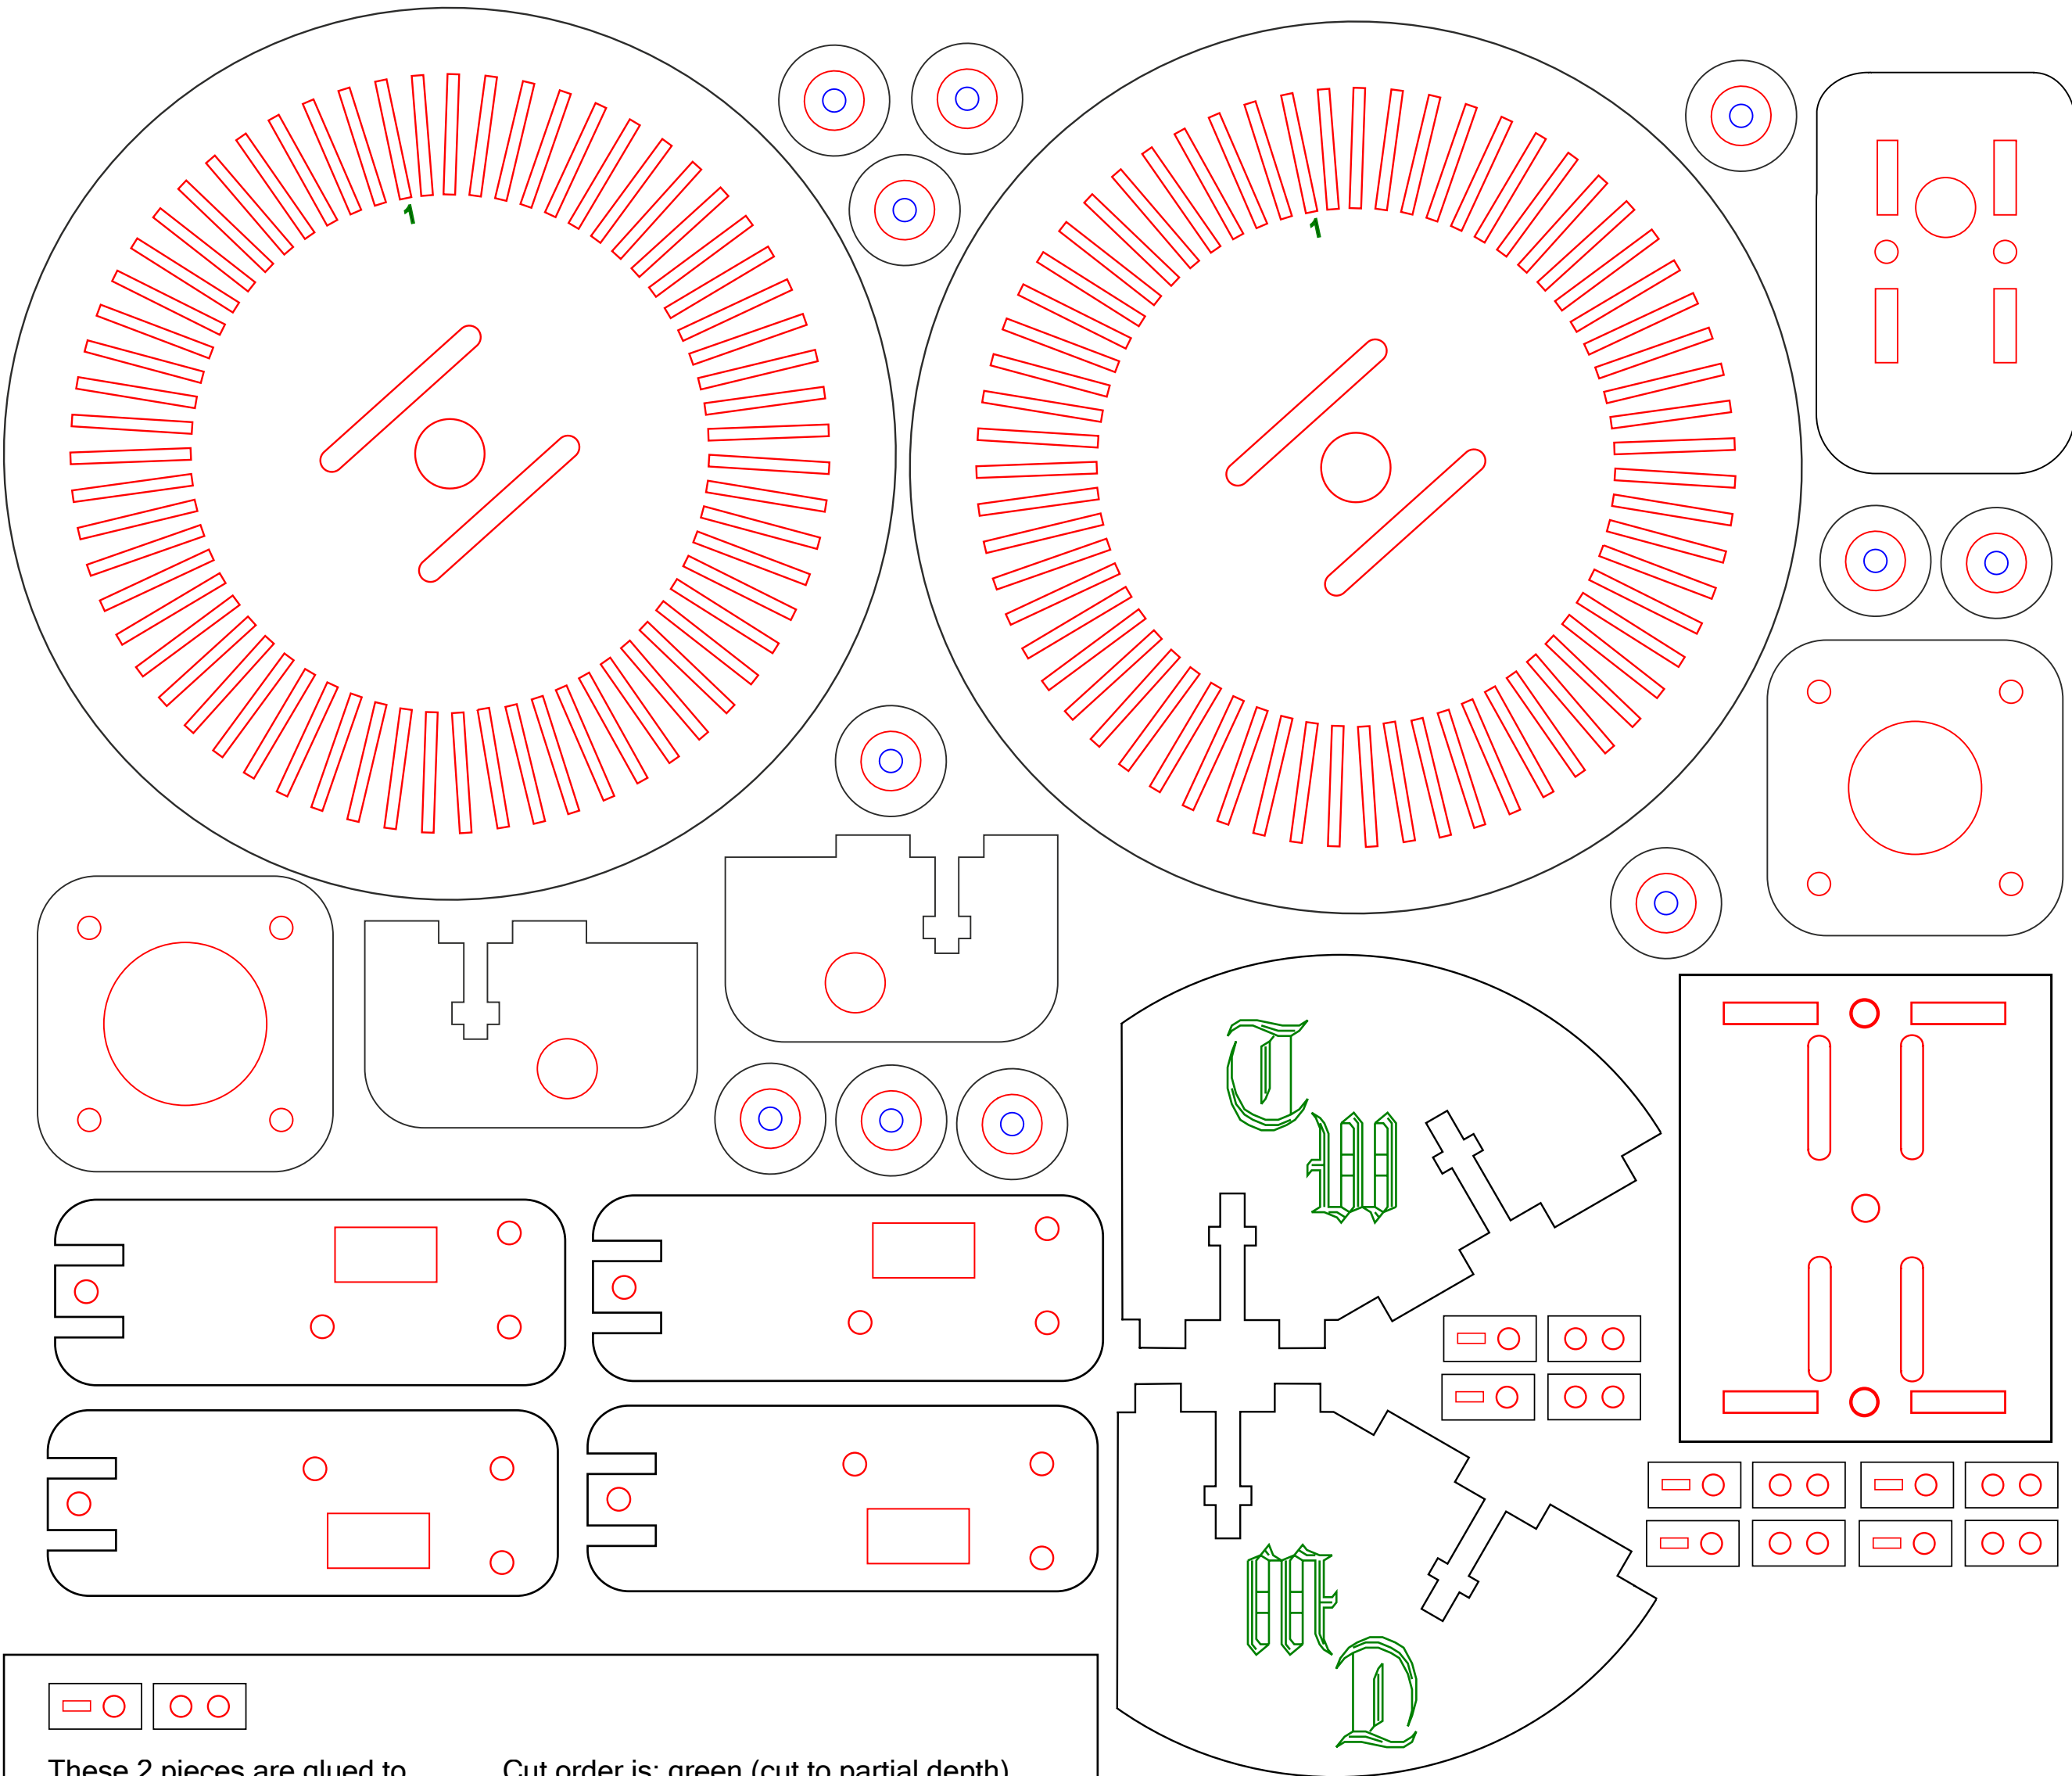 1
1
These 2 pieces are glued to
Cut order is: green (cut to partial depth)